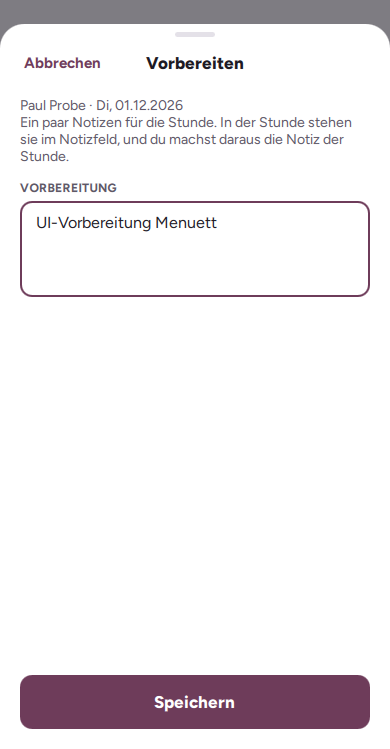 Abbrechen Vorbereiten
Paul Probe · Di, 01.12.2026
Ein paar Notizen für die Stunde. In der Stunde stehen
sie im Notizfeld, und du machst daraus die Notiz der
Stunde.
VORBEREITUNG
UI-Vorbereitung Menuett
Speichern